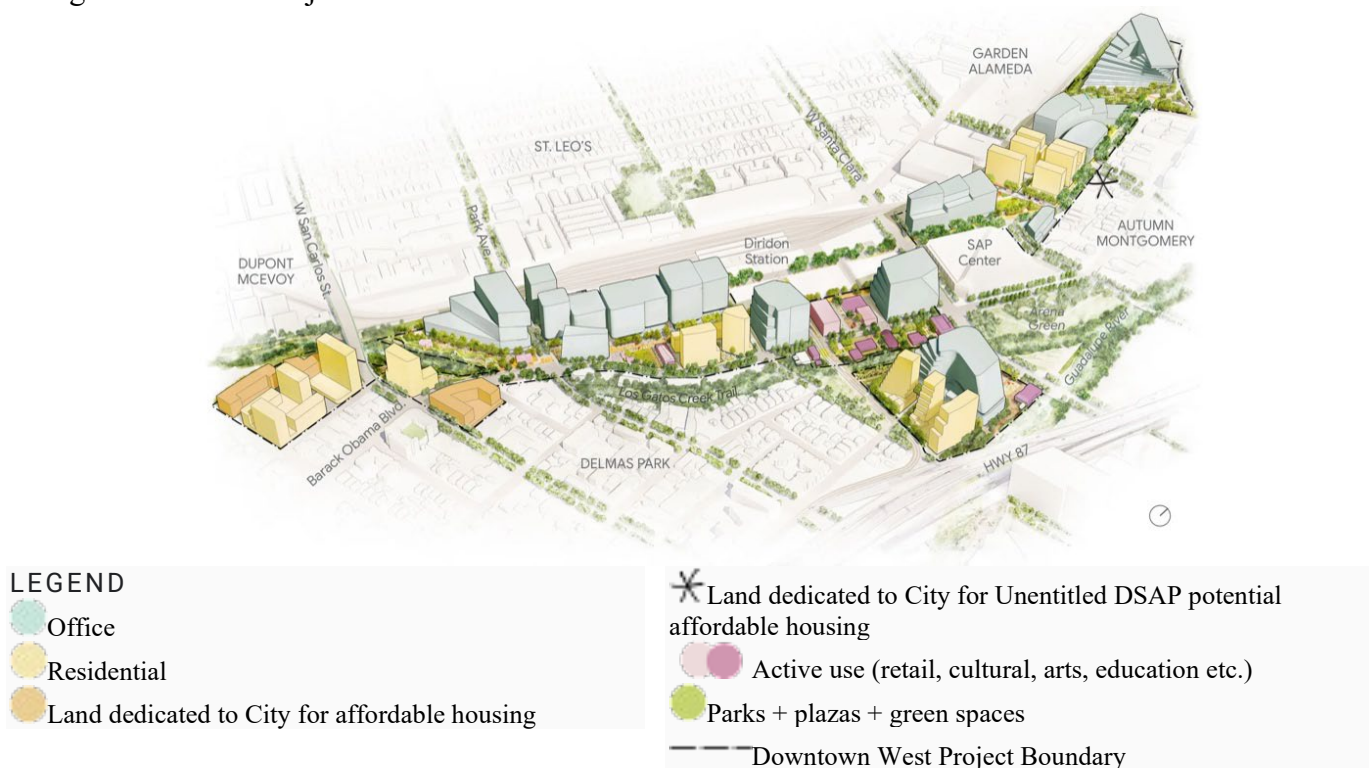 GARDEN
ALAMEDA
ST. LEO'S
W Santa Clara
W San Carlos St.
Park Ave.
DUPONT
MCEVOY
Diridon
Station
SAP
Center
AUTUMN
MONTGOMERY
Arena
Green
Guadalupe River
Los Gatos Creek Trail
Barack Obama Blvd.
DELMAS PARK
HWY 87
LEGEND
Office
Residential
Land dedicated to City for affordable housing
Land dedicated to City for Unentitled DSAP potential
affordable housing
Active use (retail, cultural, arts, education etc.)
Parks + plazas + green spaces
Downtown West Project Boundary